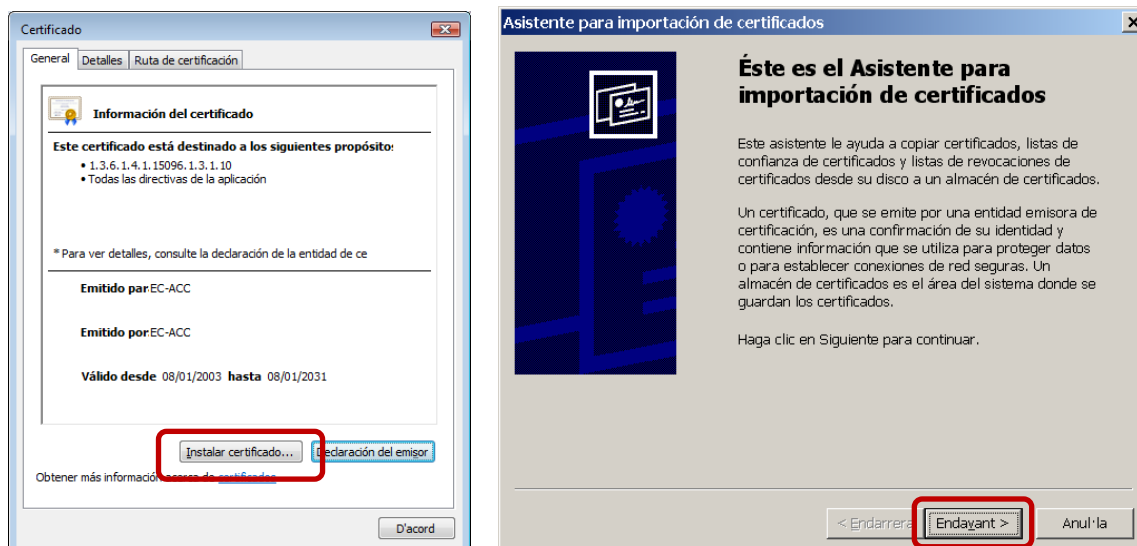 Certificado
General Detalles Ruta de certificación
Información del certificado
Este certificado está destinado a los siguientes propósito:
• 1.3.6.1.4.1.15096.1.3.1.10
• Todas las directivas de la aplicación
* Para ver detalles, consulte la declaración de la entidad de ce
Emitido par EC-ACC
Emitido por EC-ACC
Válido desde 08/01/2003 hasta 08/01/2031
Instalar certificado... Declaración del emisor
Obtener más información acerca de certificados
D'acord
Asistente para importación de certificados
Éste es el Asistente para
importación de certificados
Este asistente le ayuda a copiar certificados, listas de
confianza de certificados y listas de revocaciones de
certificados desde su disco a un almacén de certificados.
Un certificado, que se emite por una entidad emisora de
certificación, es una confirmación de su identidad y
contiene información que se utiliza para proteger datos
o para establecer conexiones de red seguras. Un
almacén de certificados es el área del sistema donde se
guardan los certificados.
Haga clic en Siguiente para continuar.
< Endarrera Endavant > Anul·la